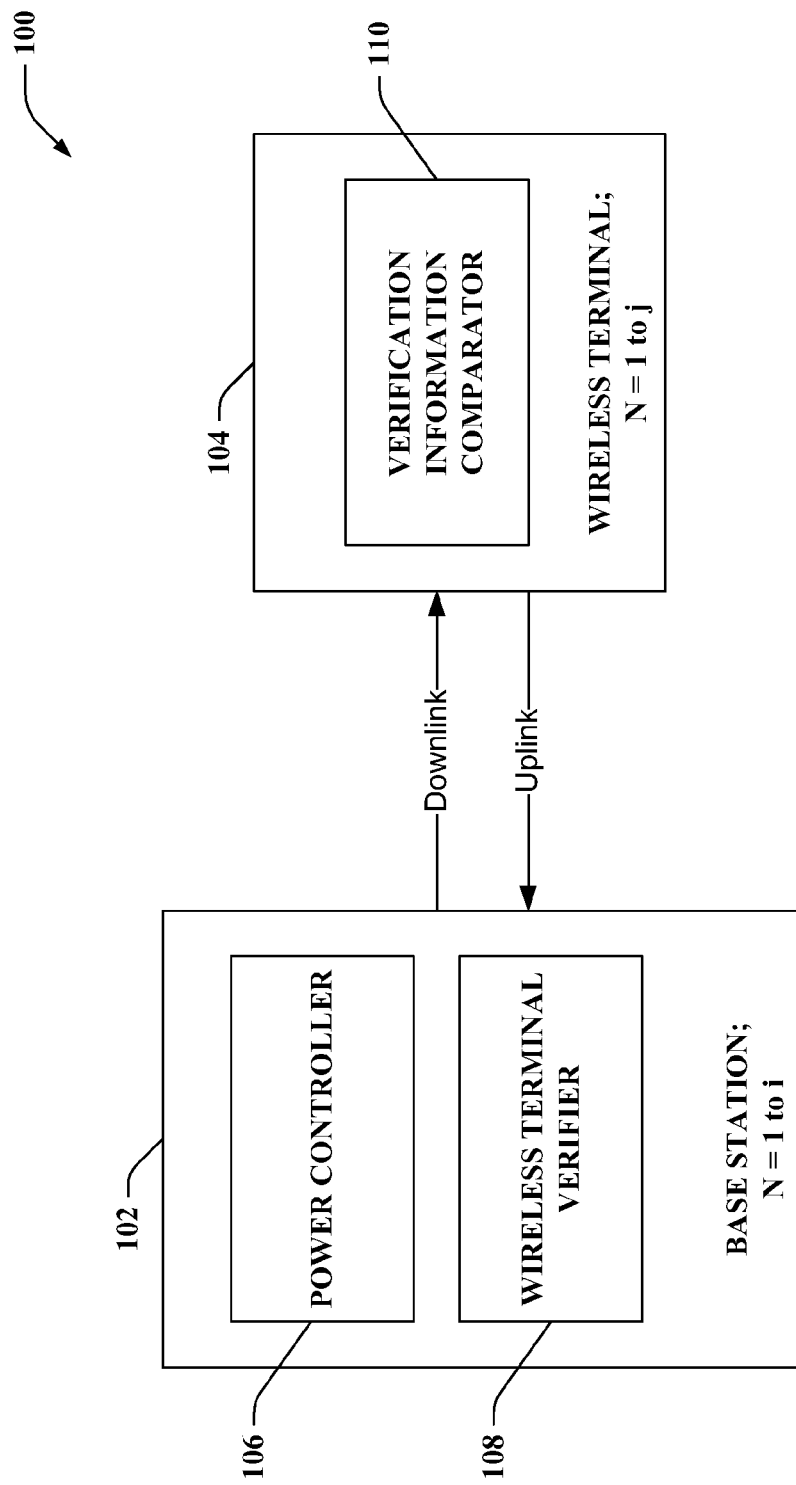 100
102
106
POWER CONTROLLER
108
WIRELESS TERMINAL
VERIFIER
BASE STATION;
N = 1 to i
Downlink
Uplink
104
110
VERIFICATION
INFORMATION
COMPARATOR
WIRELESS TERMINAL;
N = 1 to j